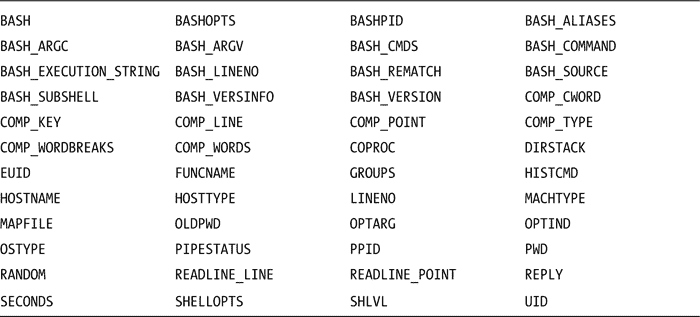 BASH BASHOPTS BASHPID BASH_ALIASES
BASH_ARGC BASH_ARGV BASH_CMDS BASH_COMMAND
BASH_EXECUTION_STRING BASH_LINENO BASH_REMATCH BASH_SOURCE
BASH_SUBSHELL BASH_VERSINFO BASH_VERSION COMP_CWORD
COMP_KEY COMP_LINE COMP_POINT COMP_TYPE
COMP_WORDBREAKS COMP_WORDS COPROC DIRSTACK
EUID FUNCNAME GROUPS HISTCMD
HOSTNAME HOSTTYPE LINENO MACHTYPE
MAPFILE OLDPWD OPTARG OPTIND
OSTYPE PIPESTATUS PPID PWD
RANDOM READLINE_LINE READLINE_POINT REPLY
SECONDS SHELLOPTS SHLVL UID